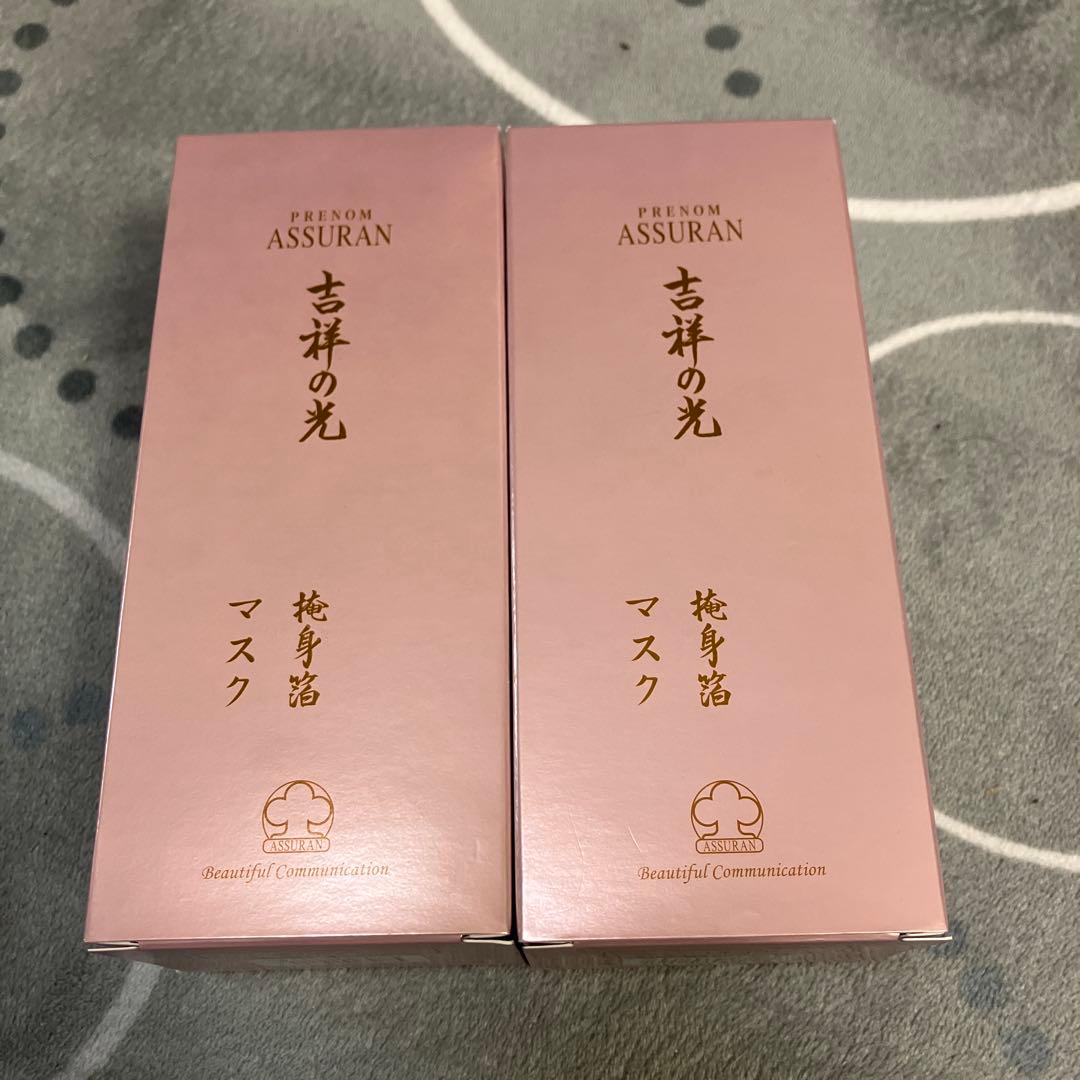 PRENOM
ASSURAN
吉祥の光
掩身箔
マスク
ASSURAN
Beautiful Communication
PRENOM
ASSURAN
吉祥の光
掩身箔
マスク
ASSURAN
Beautiful Communication